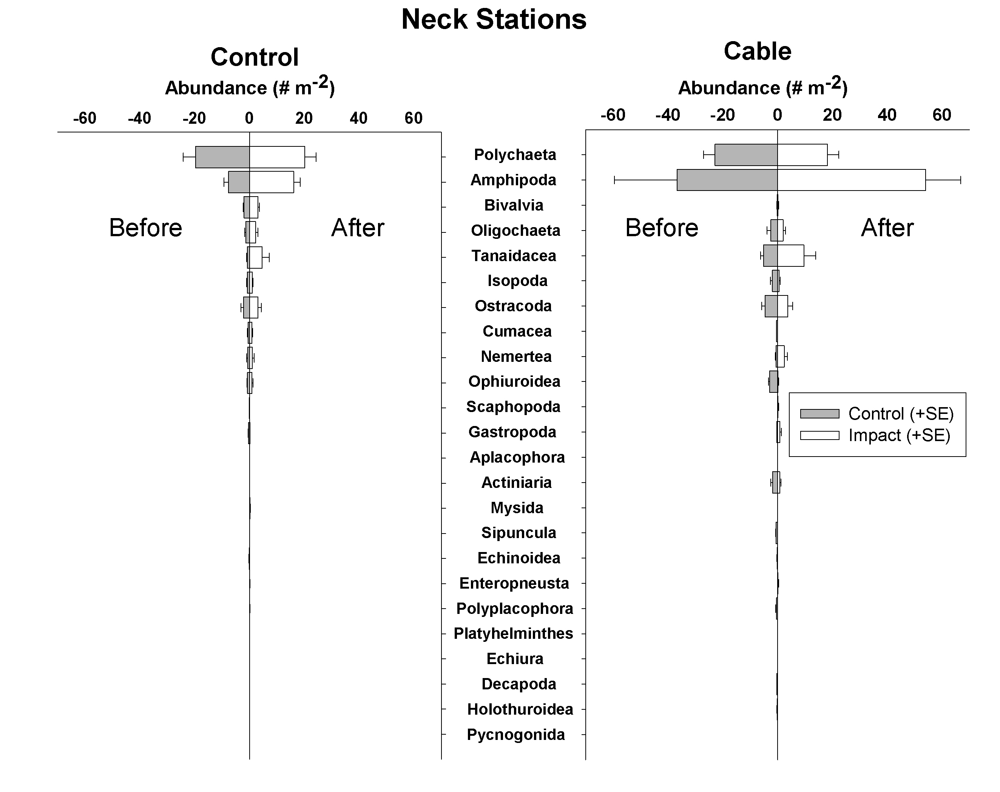 Neck Stations
Control
Abundance (# m-2)
-60 -40 -20 0 20 40 60
Cable
Abundance (# m-2)
-60 -40 -20 0 20 40 60
Polychaeta
Amphipoda
Bivalvia
Before After
Oligochaeta
Before After
Tanaidacea
Isopoda
Ostracoda
Cumacea
Nemertea
Ophiuroidea
Scaphopoda
Gastropoda
Aplacophora
Actiniaria
Mysida
Sipuncula
Echinoidea
Enteropneusta
Polyplacophora
Platyhelminthes
Echiura
Decapoda
Holothuroidea
Pycnogonida
Control (+SE)
Impact (+SE)